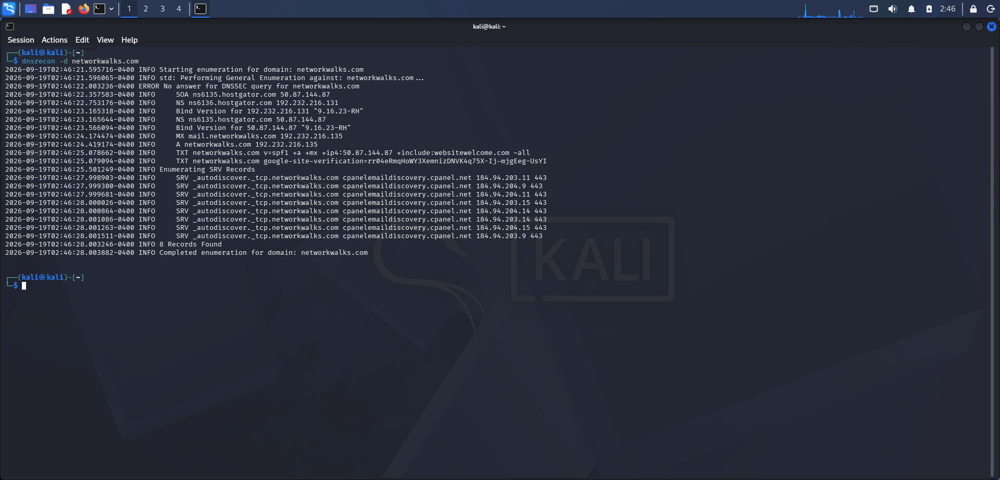 1 2 3 4 2:46
kali@kali: ~
Session Actions Edit View Help
┌──(kali㉿kali)-[~]
└─$ dnsrecon -d networkwalks.com
2026-09-19T02:46:21.595716-0400 INFO Starting enumeration for domain: networkwalks.com
2026-09-19T02:46:21.596065-0400 INFO std: Performing General Enumeration against: networkwalks.com...
2026-09-19T02:46:22.003236-0400 ERROR No answer for DNSSEC query for networkwalks.com
2026-09-19T02:46:22.357583-0400 INFO     SOA ns6135.hostgator.com 50.87.144.87
2026-09-19T02:46:22.753176-0400 INFO     NS ns6136.hostgator.com 192.232.216.131
2026-09-19T02:46:23.165318-0400 INFO     Bind Version for 192.232.216.131 "9.16.23-RH"
2026-09-19T02:46:23.165644-0400 INFO     NS ns6135.hostgator.com 50.87.144.87
2026-09-19T02:46:23.566094-0400 INFO     Bind Version for 50.87.144.87 "9.16.23-RH"
2026-09-19T02:46:24.174474-0400 INFO     MX mail.networkwalks.com 192.232.216.135
2026-09-19T02:46:24.419174-0400 INFO     A networkwalks.com 192.232.216.135
2026-09-19T02:46:25.078662-0400 INFO     TXT networkwalks.com v=spf1 +a +mx +ip4:50.87.144.87 +include:websitewelcome.com ~all
2026-09-19T02:46:25.079094-0400 INFO     TXT networkwalks.com google-site-verification=rr04eRmqHoWY3XemnizDNVK4q75X-Ij-mjgEeg-UsYI
2026-09-19T02:46:25.501249-0400 INFO Enumerating SRV Records
2026-09-19T02:46:27.998903-0400 INFO     SRV _autodiscover._tcp.networkwalks.com cpanelemaildiscovery.cpanel.net 184.94.203.11 443
2026-09-19T02:46:27.999300-0400 INFO     SRV _autodiscover._tcp.networkwalks.com cpanelemaildiscovery.cpanel.net 184.94.204.9 443
2026-09-19T02:46:27.999681-0400 INFO     SRV _autodiscover._tcp.networkwalks.com cpanelemaildiscovery.cpanel.net 184.94.204.11 443
2026-09-19T02:46:28.000026-0400 INFO     SRV _autodiscover._tcp.networkwalks.com cpanelemaildiscovery.cpanel.net 184.94.203.15 443
2026-09-19T02:46:28.000864-0400 INFO     SRV _autodiscover._tcp.networkwalks.com cpanelemaildiscovery.cpanel.net 184.94.204.14 443
2026-09-19T02:46:28.001086-0400 INFO     SRV _autodiscover._tcp.networkwalks.com cpanelemaildiscovery.cpanel.net 184.94.203.14 443
2026-09-19T02:46:28.001263-0400 INFO     SRV _autodiscover._tcp.networkwalks.com cpanelemaildiscovery.cpanel.net 184.94.204.15 443
2026-09-19T02:46:28.001511-0400 INFO     SRV _autodiscover._tcp.networkwalks.com cpanelemaildiscovery.cpanel.net 184.94.203.9 443
2026-09-19T02:46:28.003246-0400 INFO 8 Records Found
2026-09-19T02:46:28.003882-0400 INFO Completed enumeration for domain: networkwalks.com
KALI
┌──(kali㉿kali)-[~]
└─$